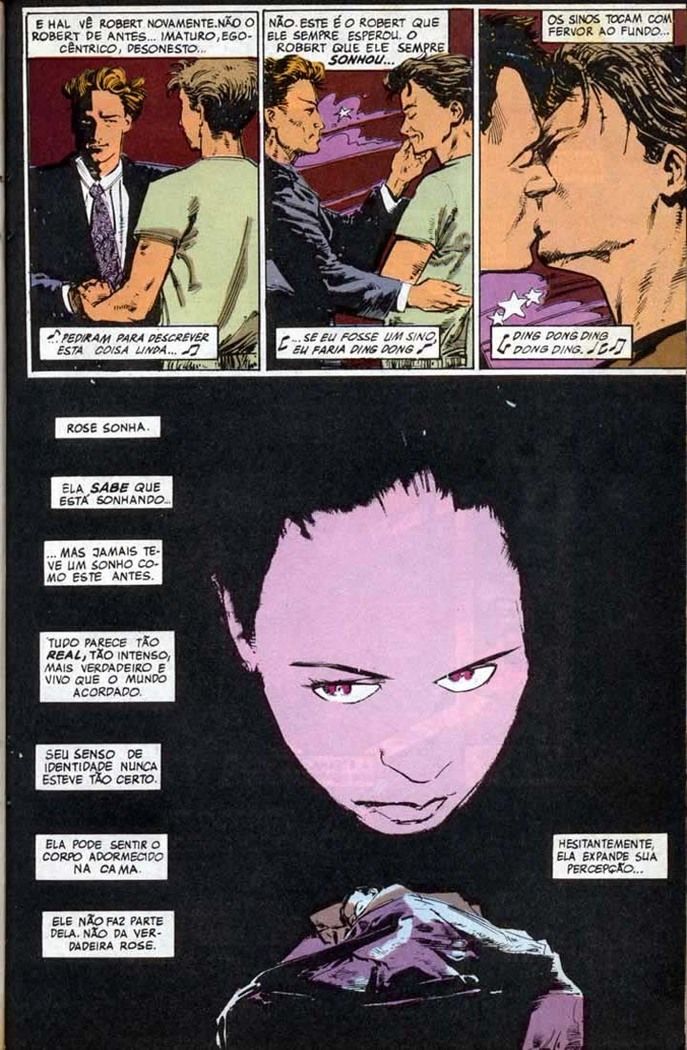 E HAL VÊ ROBERT NOVAMENTE. NÃO O
ROBERT DE ANTES... IMATURO, EGO-
CÊNTRICO, DESONESTO...
♪.PEDIRAM PARA DESCREVER
ESTA COISA LINDA... ♫
NÃO. ESTE É O ROBERT QUE
ELE SEMPRE ESPEROU. O
ROBERT QUE ELE SEMPRE
SONHOU...
...SE EU FOSSE UM SINO,
EU FARIA DING DONG
OS SINOS TOCAM COM
FERVOR AO FUNDO...
DING DONG DING
DONG DING.
ROSE SONHA.
ELA SABE QUE
ESTÁ SONHANDO...
...MAS JAMAIS TE-
VE UM SONHO CO-
MO ESTE ANTES.
TUDO PARECE TÃO
REAL, TÃO INTENSO,
MAIS VERDADEIRO E
VIVO QUE O MUNDO
ACORDADO.
SEU SENSO DE
IDENTIDADE NUNCA
ESTEVE TÃO CERTO.
ELA PODE SENTIR O
CORPO ADORMECIDO
NA CAMA.
ELE NÃO FAZ PARTE
DELA. NÃO DA VER-
DADEIRA ROSE.
HESITANTEMENTE,
ELA EXPANDE SUA
PERCEPÇÃO...